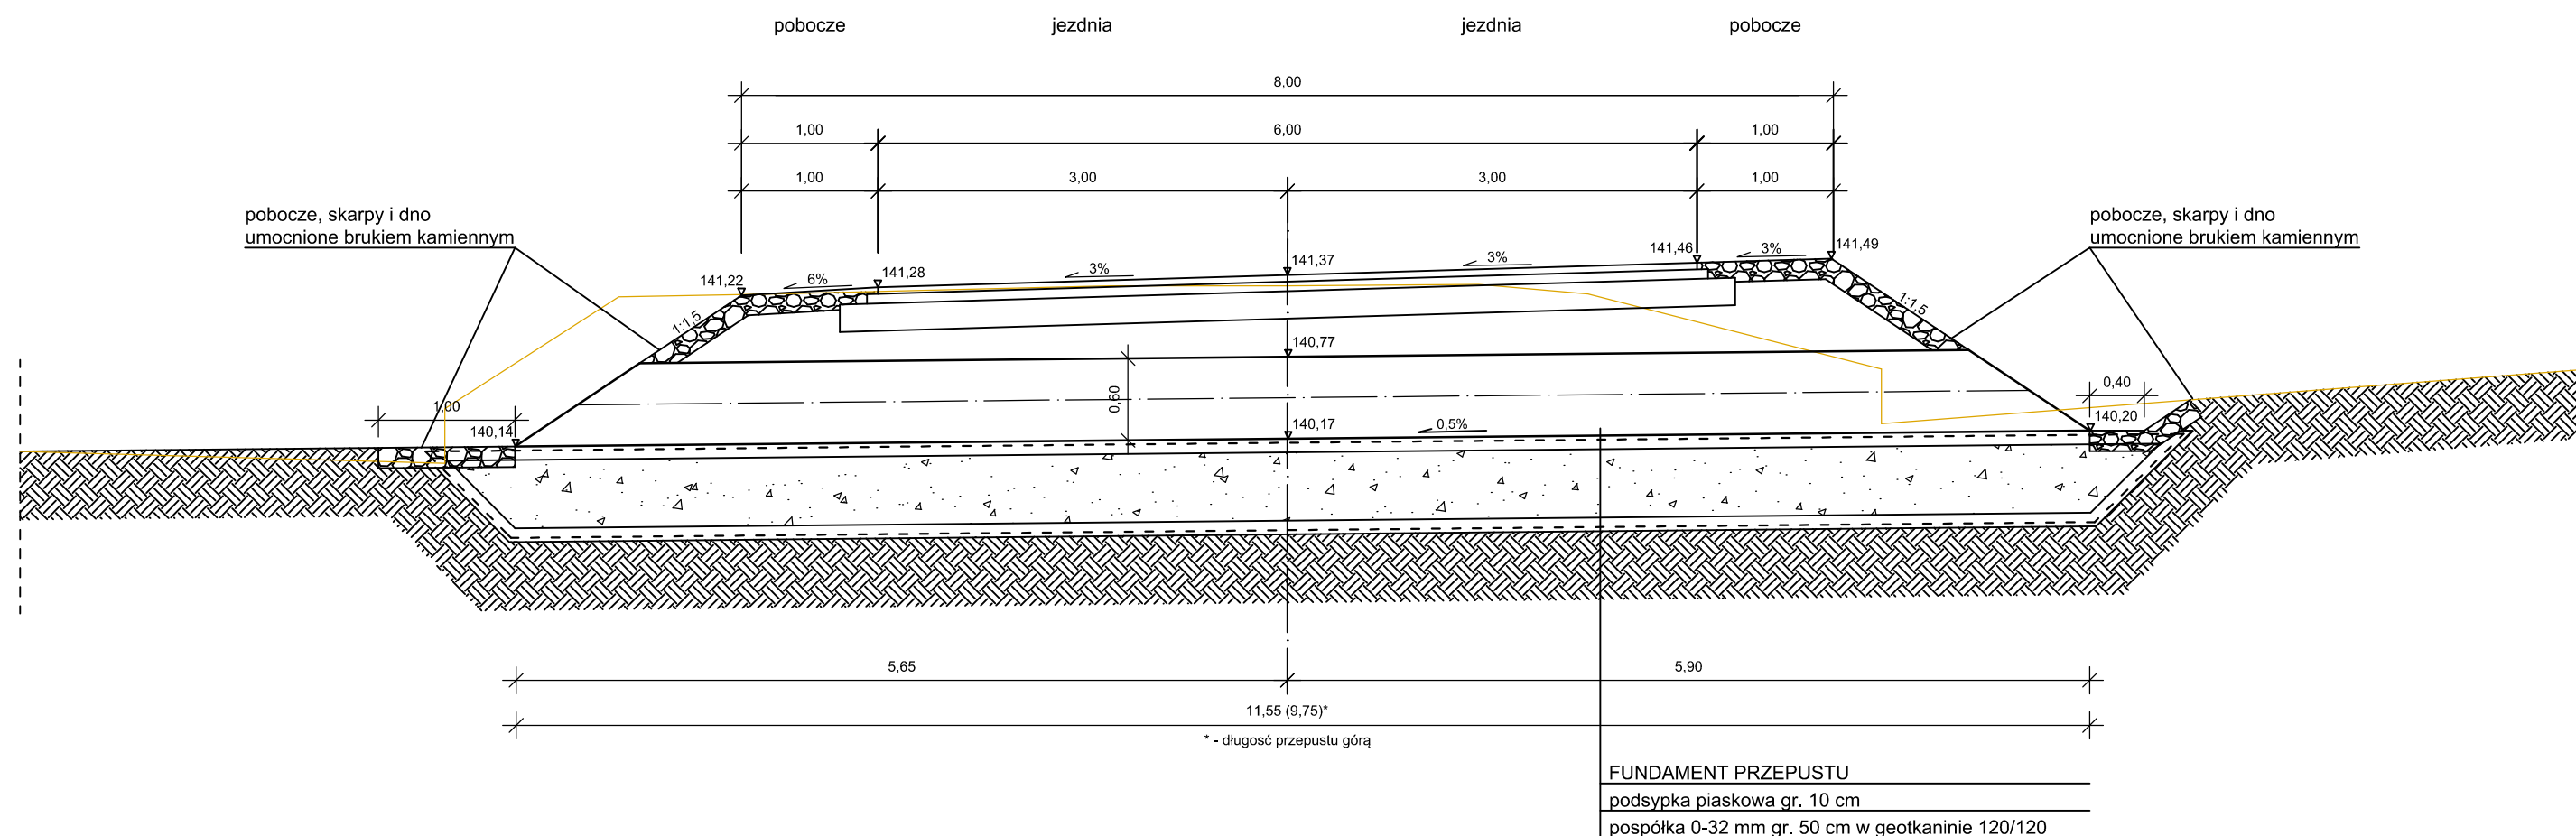 pobocze jezdnia jezdnia pobocze
8,00
1,00 6,00 1,00
1,00 3,00 3,00 1,00
pobocze, skarpy i dno
umocnione brukiem kamiennym
pobocze, skarpy i dno
umocnione brukiem kamiennym
141,22 6% 141,28 3% 141,37 3% 141,46 3% 141,49
1:1,5 1:1,5
140,77
0,60
1,00 0,40
140,14 140,17 0,5% 140,20
5,65 5,90
11,55 (9,75)*
* - długość przepustu górą
FUNDAMENT PRZEPUSTU
podsypka piaskowa gr. 10 cm
pospółka 0-32 mm gr. 50 cm w geotkaninie 120/120